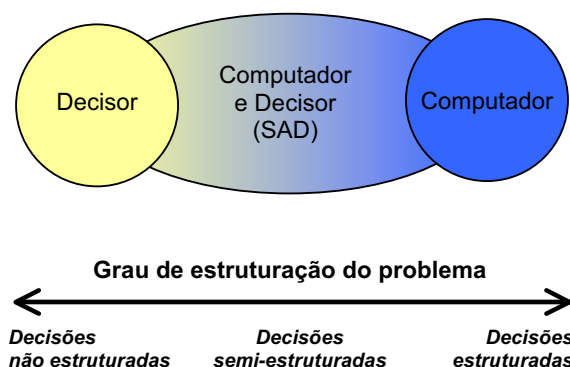 Decisor
Computador
e Decisor
(SAD)
Computador
Grau de estruturação do problema
Decisões
não estruturadas
Decisões
semi-estruturadas
Decisões
estruturadas